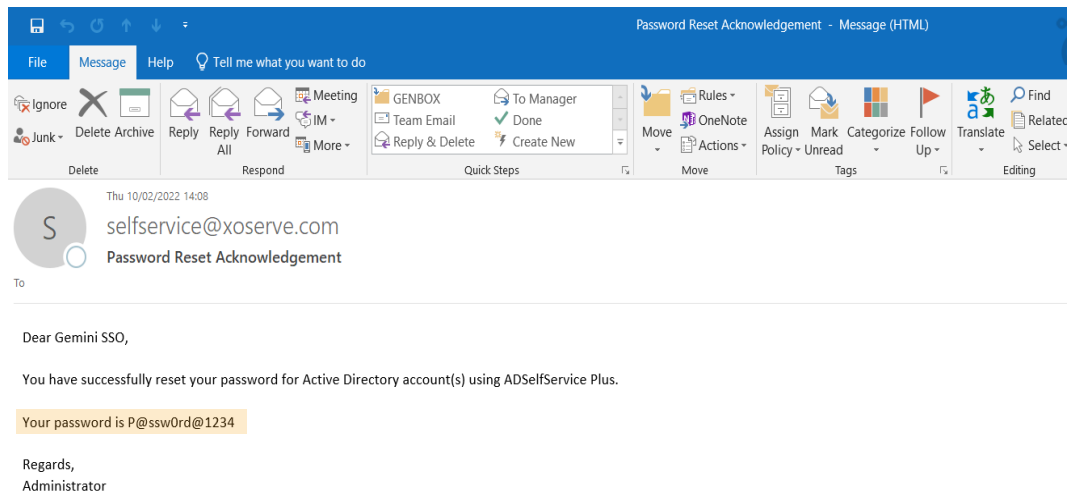 Password Reset Acknowledgement - Message (HTML)
File Message Help Tell me what you want to do
Ignore
Junk
Delete Archive
Delete
Reply Reply All Forward
Meeting
IM
More
Respond
GENBOX To Manager
Team Email Done
Reply & Delete Create New
Quick Steps
Move
Rules
OneNote
Actions
Move
Assign Policy Mark Unread Categorize Follow Up
Tags
Translate
Find
Related
Select
Editing
S
Thu 10/02/2022 14:08
selfservice@xoserve.com
Password Reset Acknowledgement
To
Dear Gemini SSO,
You have successfully reset your password for Active Directory account(s) using ADSelfService Plus.
Your password is P@ssw0rd@1234
Regards,
Administrator